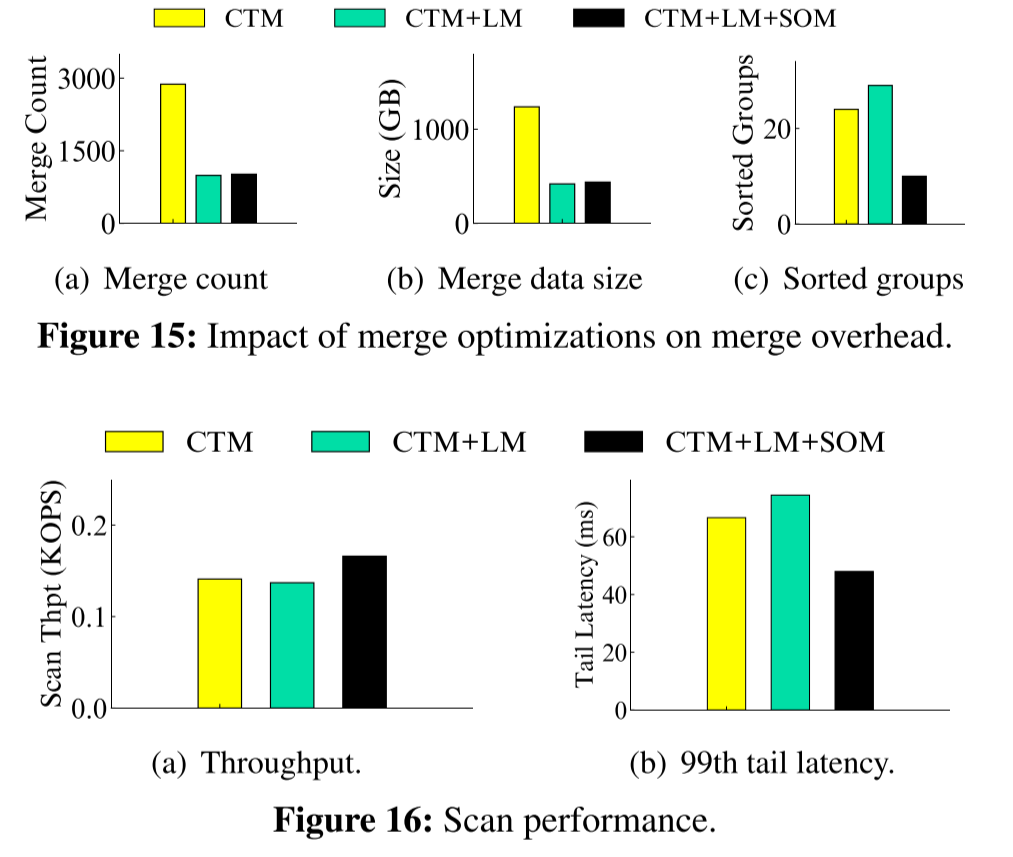 CTM CTM+LM CTM+LM+SOM
Merge Count
3000
1500
0
(a) Merge count
Size (GB)
1000
0
(b) Merge data size
Sorted Groups
20
0
(c) Sorted groups
Figure 15: Impact of merge optimizations on merge overhead.
CTM CTM+LM CTM+LM+SOM
Scan Thpt (KOPS)
0.2
0.1
0.0
(a) Throughput.
Tail Latency (ms)
60
40
20
0
(b) 99th tail latency.
Figure 16: Scan performance.